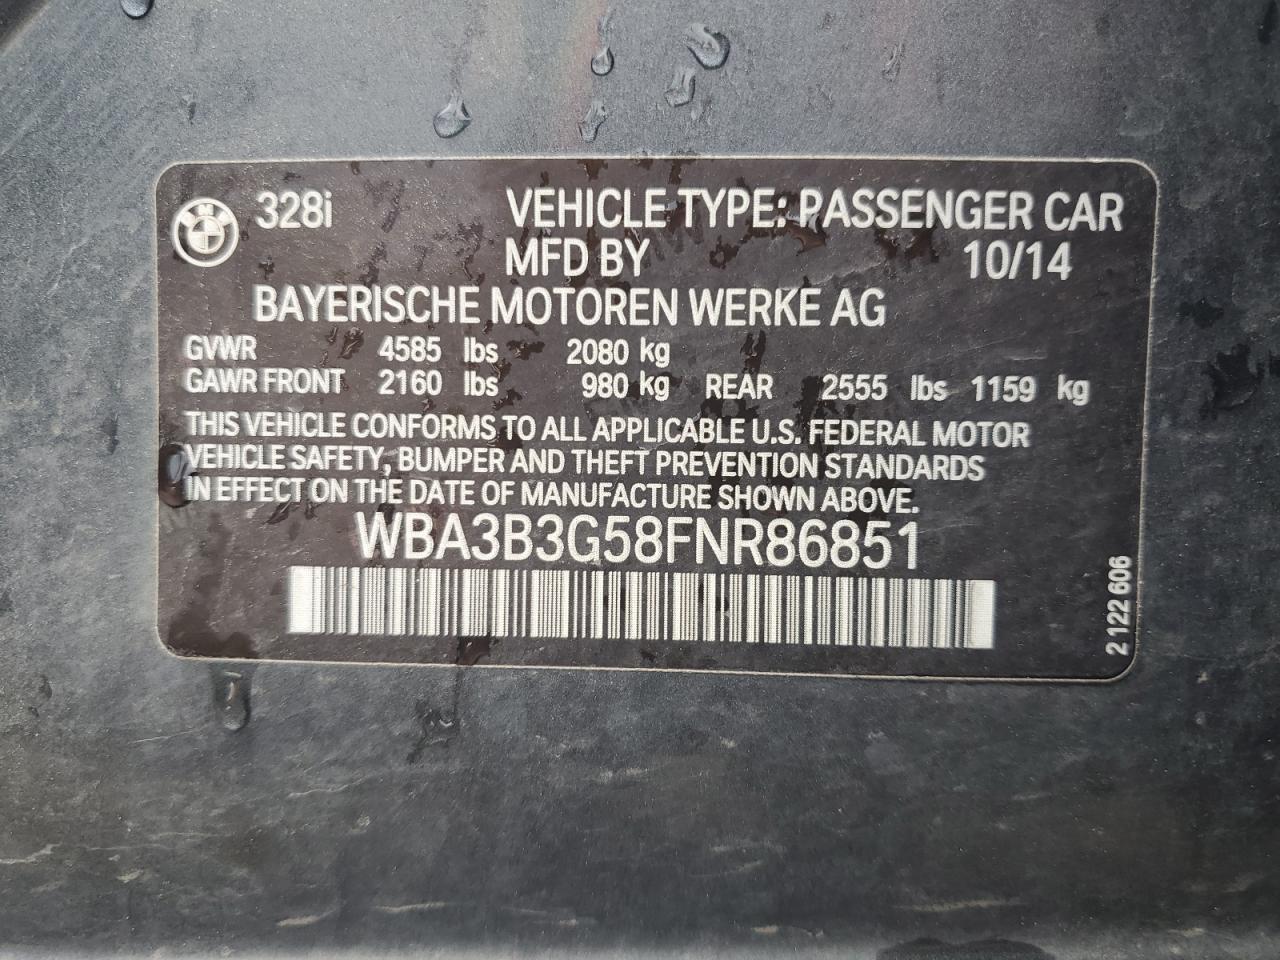 328i VEHICLE TYPE: PASSENGER CAR
MFD BY 10/14
BAYERISCHE MOTOREN WERKE AG
GVWR 4585 lbs 2080 kg
GAWR FRONT 2160 lbs 980 kg REAR 2555 lbs 1159 kg
THIS VEHICLE CONFORMS TO ALL APPLICABLE U.S. FEDERAL MOTOR
VEHICLE SAFETY, BUMPER AND THEFT PREVENTION STANDARDS
IN EFFECT ON THE DATE OF MANUFACTURE SHOWN ABOVE.
WBA3B3G58FNR86851
2 122 606